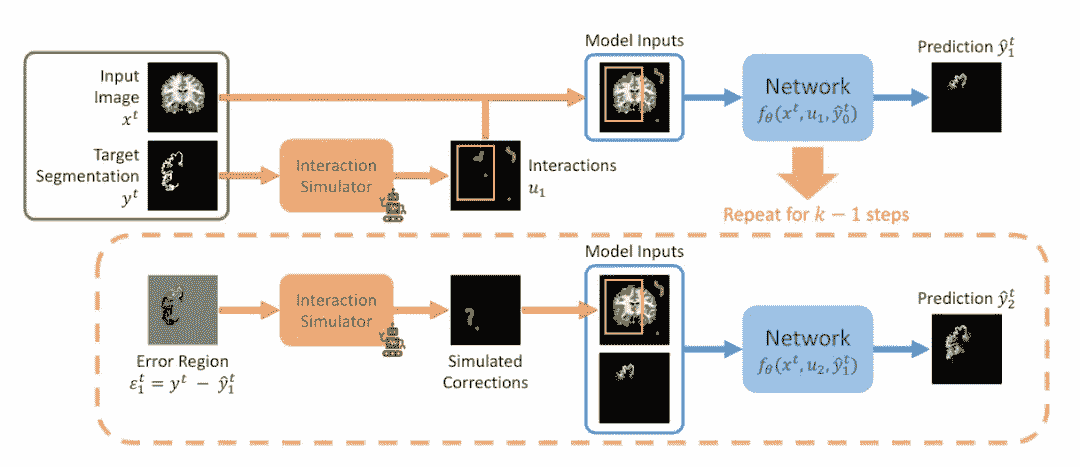 Input
Image
xᵗ
Target
Segmentation
yᵗ
Interaction
Simulator
Interactions
u₁
Model Inputs
Network
f_θ(xᵗ, u₁, ŷ₀ᵗ)
Prediction ŷ₁ᵗ
Repeat for k − 1 steps
Error Region
ε₁ᵗ = yᵗ − ŷ₁ᵗ
Interaction
Simulator
Simulated
Corrections
Model Inputs
Network
f_θ(xᵗ, u₂, ŷ₁ᵗ)
Prediction ŷ₂ᵗ